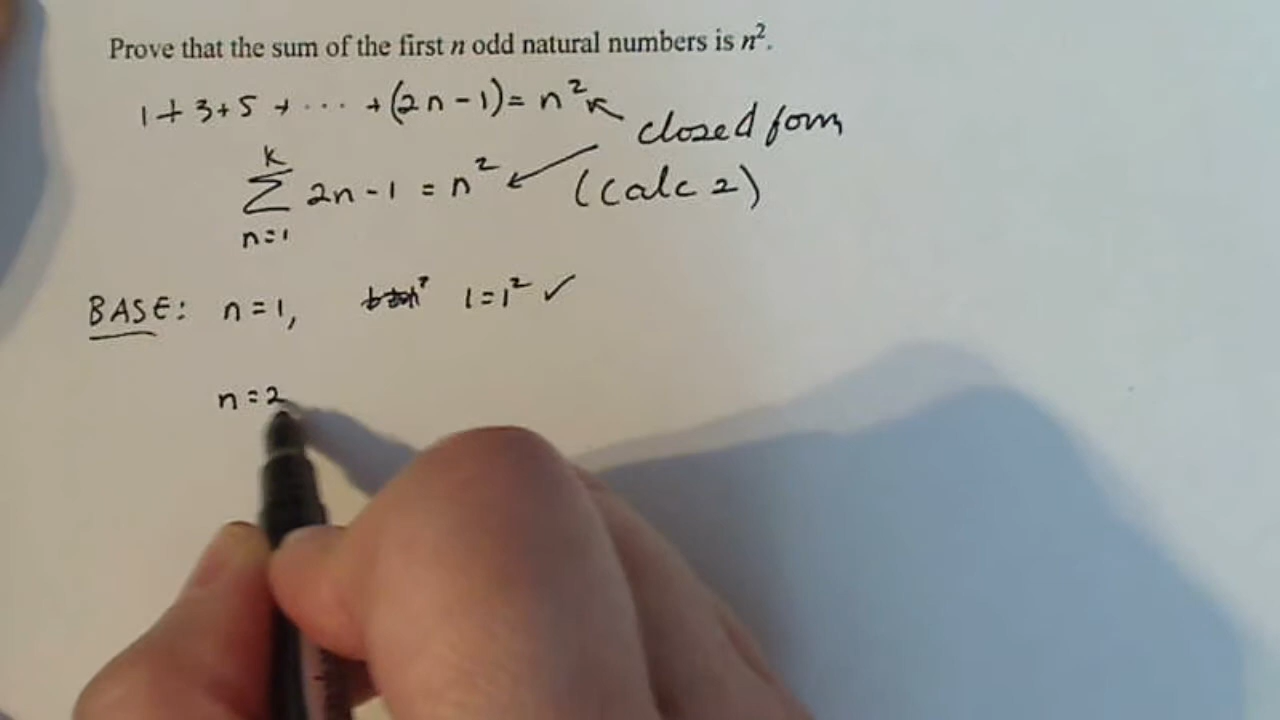 Prove that the sum of the first n odd natural numbers is n².
1 + 3 + 5 + ... + (2n - 1) = n²
closed form
k
Σ 2n - 1 = n²
n = 1
(calc 2)
BASE: n = 1, 1 = 1² ✓
n = 2